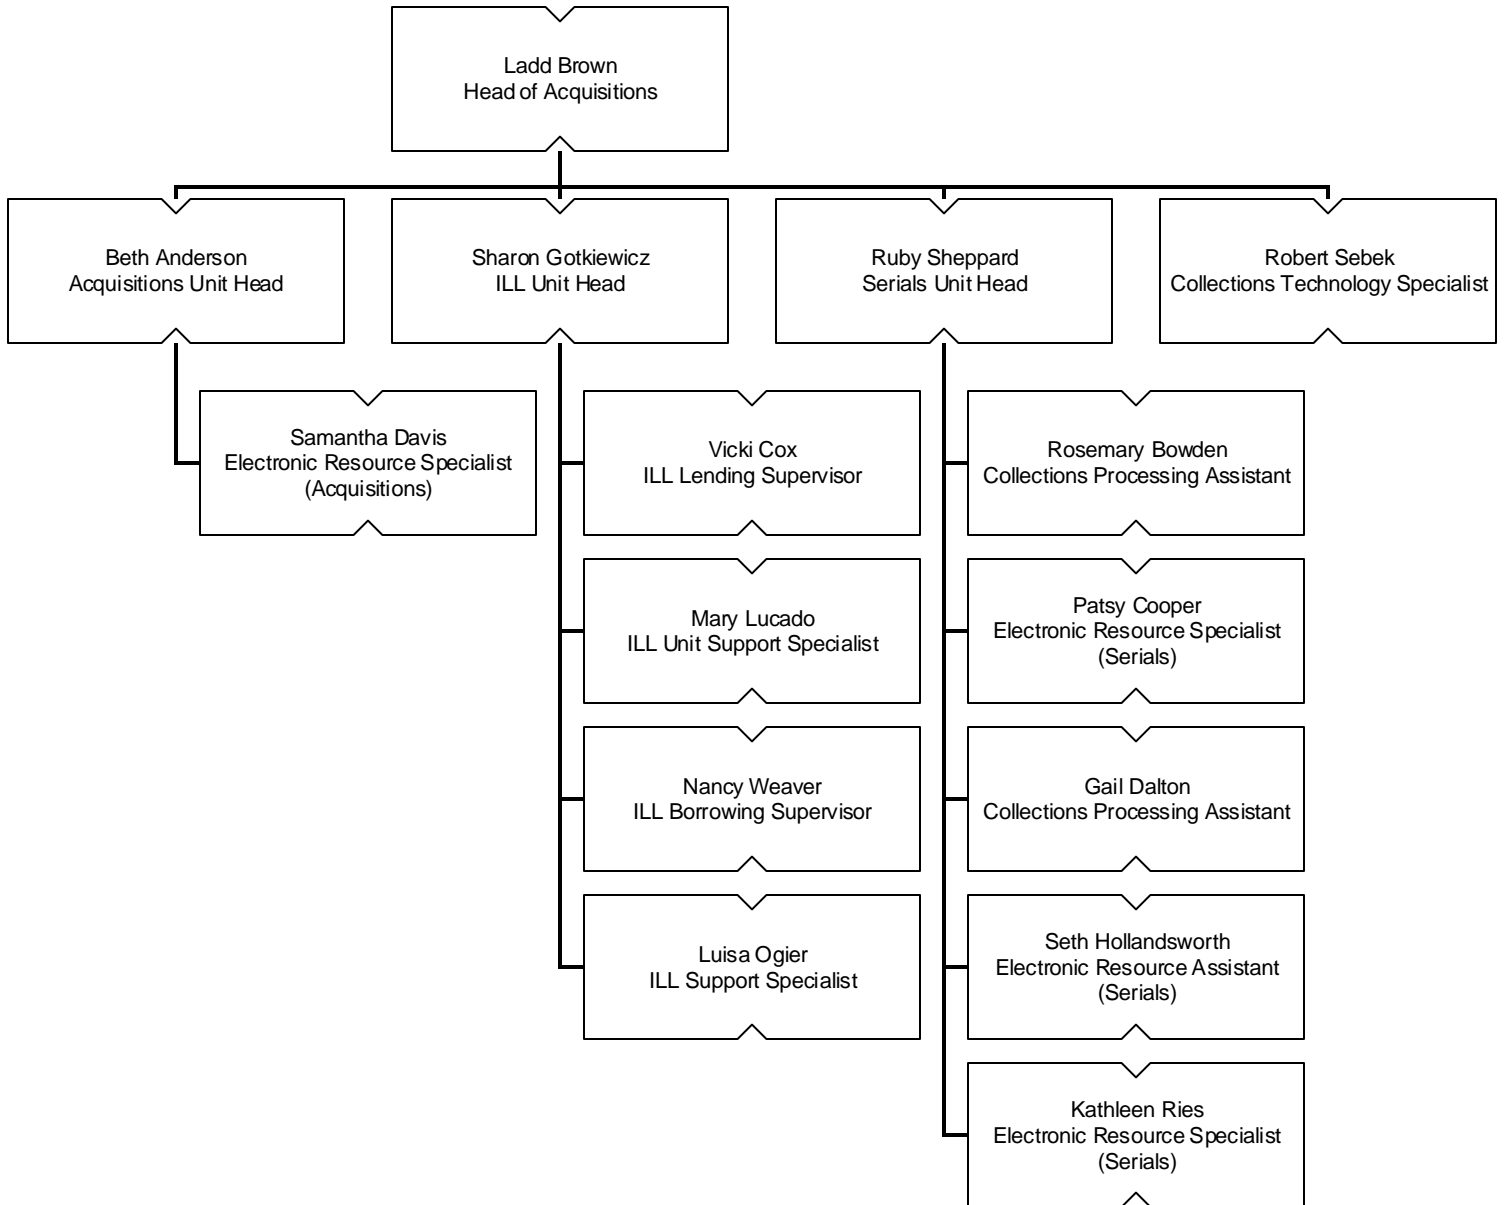 Ladd Brown
Head of Acquisitions
Beth Anderson
Acquisitions Unit Head
Sharon Gotkiewicz
ILL Unit Head
Ruby Sheppard
Serials Unit Head
Robert Sebek
Collections Technology Specialist
Samantha Davis
Electronic Resource Specialist
(Acquisitions)
Vicki Cox
ILL Lending Supervisor
Mary Lucado
ILL Unit Support Specialist
Nancy Weaver
ILL Borrowing Supervisor
Luisa Ogier
ILL Support Specialist
Rosemary Bowden
Collections Processing Assistant
Patsy Cooper
Electronic Resource Specialist
(Serials)
Gail Dalton
Collections Processing Assistant
Seth Hollandsworth
Electronic Resource Assistant
(Serials)
Kathleen Ries
Electronic Resource Specialist
(Serials)